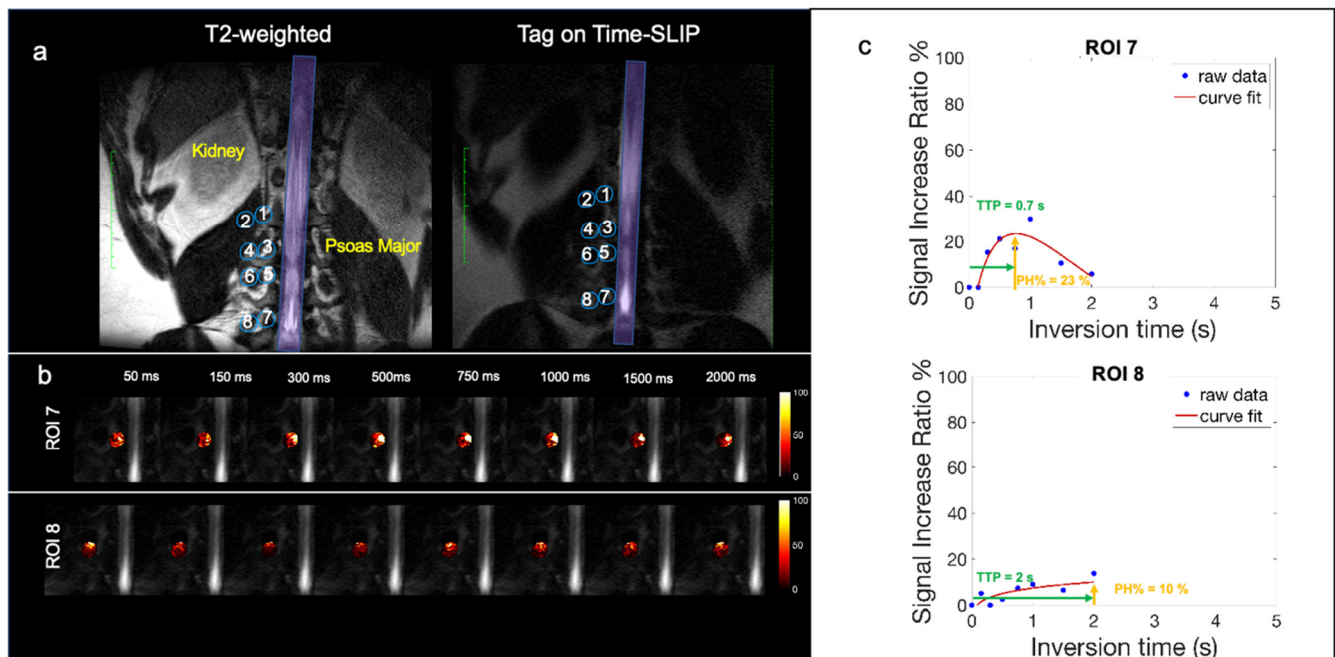 a
T2-weighted
Tag on Time-SLIP
Kidney
Psoas Major
2 1
4 3
6 5
8 7
2 1
4 3
6 5
8 7
b
50 ms 150 ms 300 ms 500ms 750 ms 1000 ms 1500 ms 2000 ms
ROI 7
100
50
0
ROI 8
100
50
0
c
ROI 7
Signal Increase Ratio %
100
80
60
40
20
0
raw data
curve fit
TTP = 0.7 s
PH% = 23 %
0 1 2 3 4 5
Inversion time (s)
ROI 8
Signal Increase Ratio %
100
80
60
40
20
0
raw data
curve fit
TTP = 2 s
PH% = 10 %
0 1 2 3 4 5
Inversion time (s)